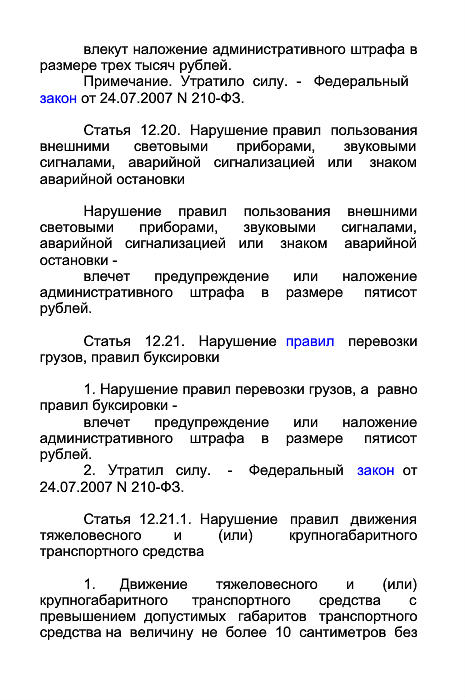 влекут наложение административного штрафа в
размере трех тысяч рублей.
Примечание. Утратило силу. - Федеральный
закон от 24.07.2007 N 210-ФЗ.
Статья 12.20. Нарушение правил пользования
внешними световыми приборами, звуковыми
сигналами, аварийной сигнализацией или знаком
аварийной остановки
Нарушение правил пользования внешними
световыми приборами, звуковыми сигналами,
аварийной сигнализацией или знаком аварийной
остановки -
влечет предупреждение или наложение
административного штрафа в размере пятисот
рублей.
Статья 12.21. Нарушение правил перевозки
грузов, правил буксировки
1. Нарушение правил перевозки грузов, а равно
правил буксировки -
влечет предупреждение или наложение
административного штрафа в размере пятисот
рублей.
2. Утратил силу. - Федеральный закон от
24.07.2007 N 210-ФЗ.
Статья 12.21.1. Нарушение правил движения
тяжеловесного и (или) крупногабаритного
транспортного средства
1. Движение тяжеловесного и (или)
крупногабаритного транспортного средства с
превышением допустимых габаритов транспортного
средства на величину не более 10 сантиметров без